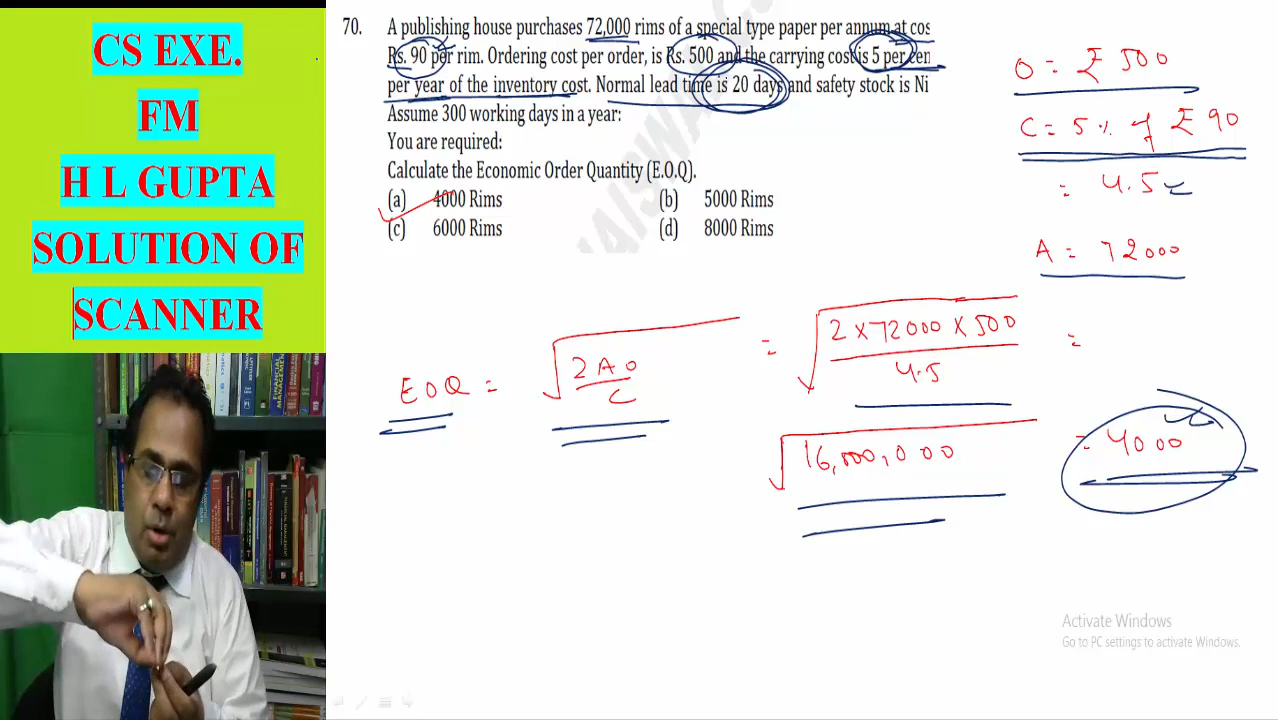 CS EXE.
FM
H L GUPTA
SOLUTION OF
SCANNER
70. A publishing house purchases 72,000 rims of a special type paper per annum at cos
Rs. 90 per rim. Ordering cost per order, is Rs. 500 and the carrying cost is 5 per cen
per year of the inventory cost. Normal lead time is 20 days and safety stock is Ni
Assume 300 working days in a year:
You are required:
Calculate the Economic Order Quantity (E.O.Q).
(a) 4000 Rims (b) 5000 Rims
(c) 6000 Rims (d) 8000 Rims
O = ₹ 500
C = 5 % of ₹ 90
= 4.5
A = 72000
EOQ = √2AO/C = √2×72000×500/4.5 =
√16,000,000 = 4000
Activate Windows
Go to PC settings to activate Windows.